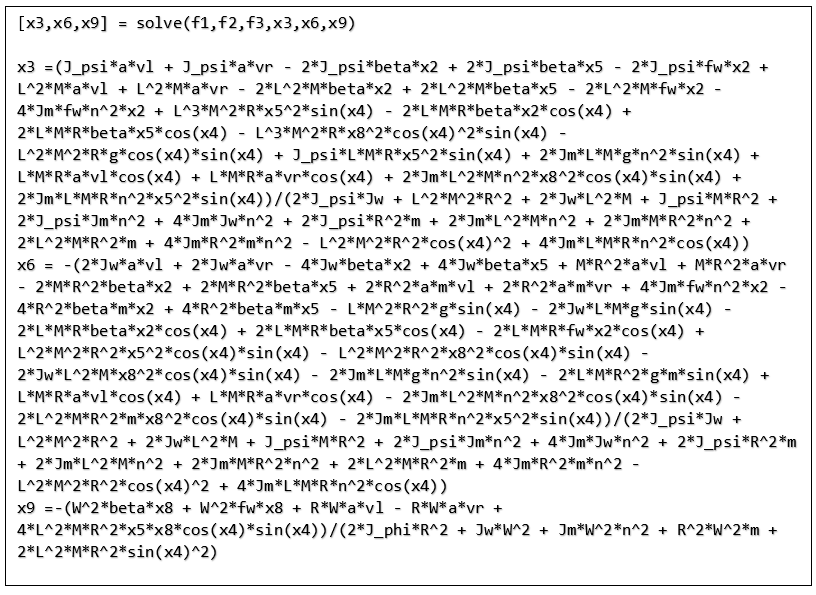 [x3,x6,x9] = solve(f1,f2,f3,x3,x6,x9)
x3 =(J_psi*a*vl + J_psi*a*vr - 2*J_psi*beta*x2 + 2*J_psi*beta*x5 - 2*J_psi*fw*x2 +
L^2*M*a*vl + L^2*M*a*vr - 2*L^2*M*beta*x2 + 2*L^2*M*beta*x5 - 2*L^2*M*fw*x2 -
4*Jm*fw*n^2*x2 + L^3*M^2*R*x5^2*sin(x4) - 2*L*M*R*beta*x2*cos(x4) +
2*L*M*R*beta*x5*cos(x4) - L^3*M^2*R*x8^2*cos(x4)^2*sin(x4) -
L^2*M^2*R*g*cos(x4)*sin(x4) + J_psi*L*M*R*x5^2*sin(x4) + 2*Jm*L*M*g*n^2*sin(x4) +
L*M*R*a*vl*cos(x4) + L*M*R*a*vr*cos(x4) + 2*Jm*L^2*M*n^2*x8^2*cos(x4)*sin(x4) +
2*Jm*L*M*R*n^2*x5^2*sin(x4))/(2*J_psi*Jw + L^2*M^2*R^2 + 2*Jw*L^2*M + J_psi*M*R^2 +
2*J_psi*Jm*n^2 + 4*Jm*Jw*n^2 + 2*J_psi*R^2*m + 2*Jm*L^2*M*n^2 + 2*Jm*M*R^2*n^2 +
2*L^2*M*R^2*m + 4*Jm*R^2*m*n^2 - L^2*M^2*R^2*cos(x4)^2 + 4*Jm*L*M*R*n^2*cos(x4))
x6 = -(2*Jw*a*vl + 2*Jw*a*vr - 4*Jw*beta*x2 + 4*Jw*beta*x5 + M*R^2*a*vl + M*R^2*a*vr
- 2*M*R^2*beta*x2 + 2*M*R^2*beta*x5 + 2*R^2*a*m*vl + 2*R^2*a*m*vr + 4*Jm*fw*n^2*x2 -
4*R^2*beta*m*x2 + 4*R^2*beta*m*x5 - L*M^2*R^2*g*sin(x4) - 2*Jw*L*M*g*sin(x4) -
2*L*M*R*beta*x2*cos(x4) + 2*L*M*R*beta*x5*cos(x4) - 2*L*M*R*fw*x2*cos(x4) +
L^2*M^2*R^2*x5^2*cos(x4)*sin(x4) - L^2*M^2*R^2*x8^2*cos(x4)*sin(x4) -
2*Jw*L^2*M*x8^2*cos(x4)*sin(x4) - 2*Jm*L*M*g*n^2*sin(x4) - 2*L*M*R^2*g*m*sin(x4) +
L*M*R*a*vl*cos(x4) + L*M*R*a*vr*cos(x4) - 2*Jm*L^2*M*n^2*x8^2*cos(x4)*sin(x4) -
2*L^2*M*R^2*m*x8^2*cos(x4)*sin(x4) - 2*Jm*L*M*R*n^2*x5^2*sin(x4))/(2*J_psi*Jw +
L^2*M^2*R^2 + 2*Jw*L^2*M + J_psi*M*R^2 + 2*J_psi*Jm*n^2 + 4*Jm*Jw*n^2 + 2*J_psi*R^2*m
+ 2*Jm*L^2*M*n^2 + 2*Jm*M*R^2*n^2 + 2*L^2*M*R^2*m + 4*Jm*R^2*m*n^2 -
L^2*M^2*R^2*cos(x4)^2 + 4*Jm*L*M*R*n^2*cos(x4))
x9 =-(W^2*beta*x8 + W^2*fw*x8 + R*W*a*vl - R*W*a*vr +
4*L^2*M*R^2*x5*x8*cos(x4)*sin(x4))/(2*J_phi*R^2 + Jw*W^2 + Jm*W^2*n^2 + R^2*W^2*m +
2*L^2*M*R^2*sin(x4)^2)